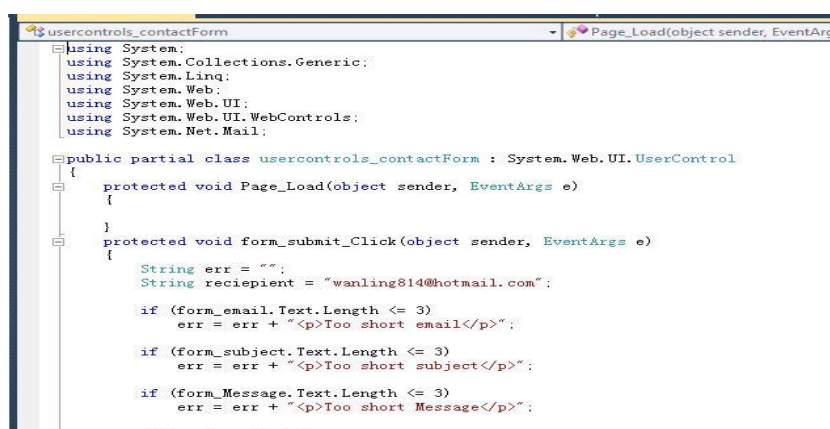 usercontrols_contactForm Page_Load(object sender, EventArg
using System;
using System.Collections.Generic;
using System.Linq;
using System.Web;
using System.Web.UI;
using System.Web.UI.WebControls;
using System.Net.Mail;
public partial class usercontrols_contactForm : System.Web.UI.UserControl
{
protected void Page_Load(object sender, EventArgs e)
{
}
protected void form_submit_Click(object sender, EventArgs e)
{
String err = "";
String reciepient = "wanling814@hotmail.com";
if (form_email.Text.Length <= 3)
err = err + "<p>Too short email</p>";
if (form_subject.Text.Length <= 3)
err = err + "<p>Too short subject</p>";
if (form_Message.Text.Length <= 3)
err = err + "<p>Too short Message</p>";